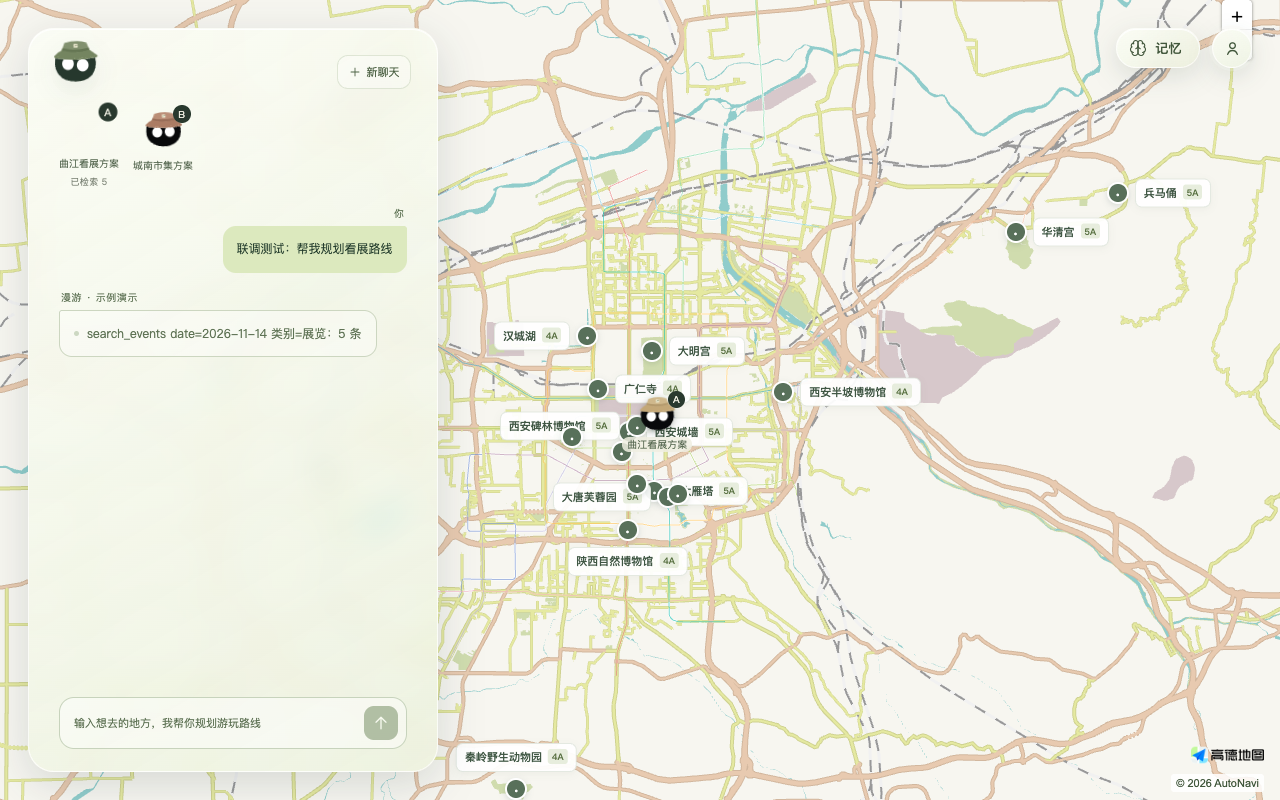 新聊天
A
B
曲江看展方案
城南市集方案
已检索 5
你
联调测试：帮我规划看展路线
漫游 · 示例演示
search_events date=2026-11-14 类别=展览：5 条
输入想去的地方，我帮你规划游玩路线
记忆
兵马俑 5A
华清宫 5A
汉城湖 4A
大明宫 5A
广仁寺 4A
西安半坡博物馆 4A
A
西安碑林博物馆 5A
西安城墙 5A
曲江看展方案
大唐芙蓉园 5A
雁塔 5A
陕西自然博物馆 4A
秦岭野生动物园 4A
高德地图
© 2026 AutoNavi